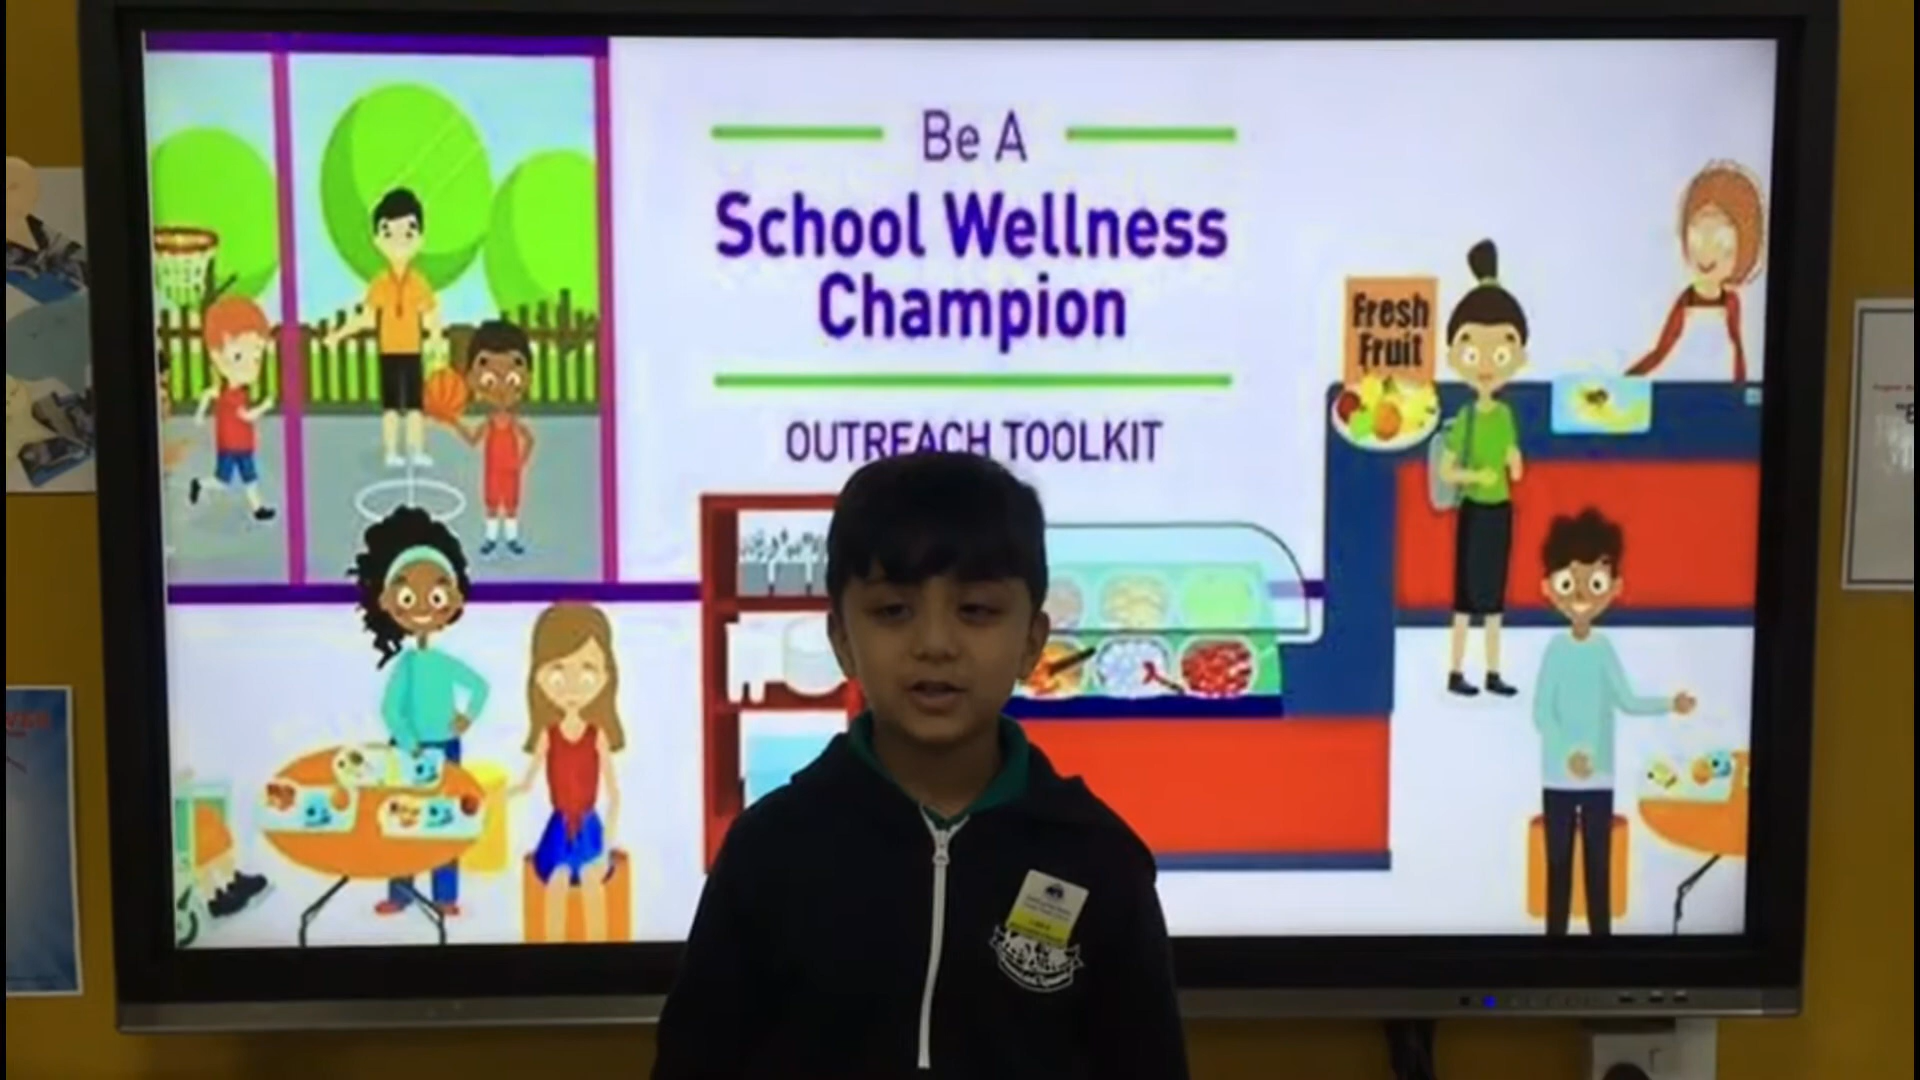 Be A
School Wellness
Champion
OUTREACH TOOLKIT
Fresh
Fruit